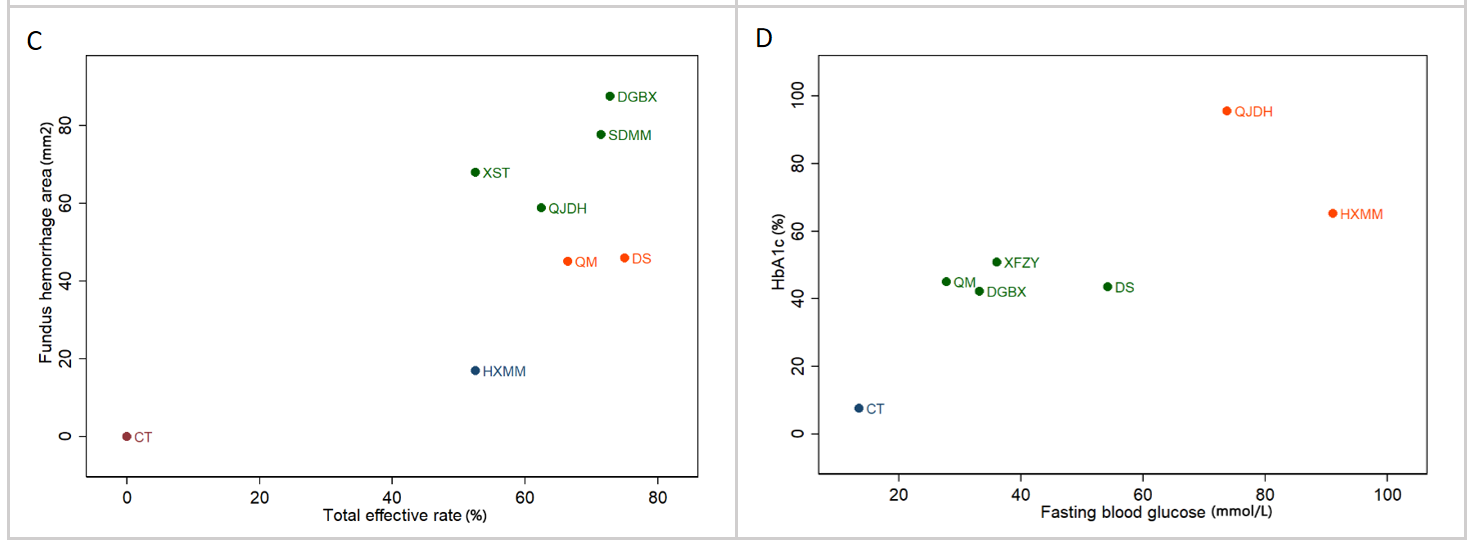 C
Fundus hemorrhage area (mm2)
80
60
40
20
0
DGBX
SDMM
XST
QJDH
QM
DS
HXMM
CT
0 20 40 60 80
Total effective rate (%)
D
HbA1c (%)
100
80
60
40
20
0
QJDH
HXMM
XFZY
QM
DGBX
DS
CT
20 40 60 80 100
Fasting blood glucose (mmol/L)